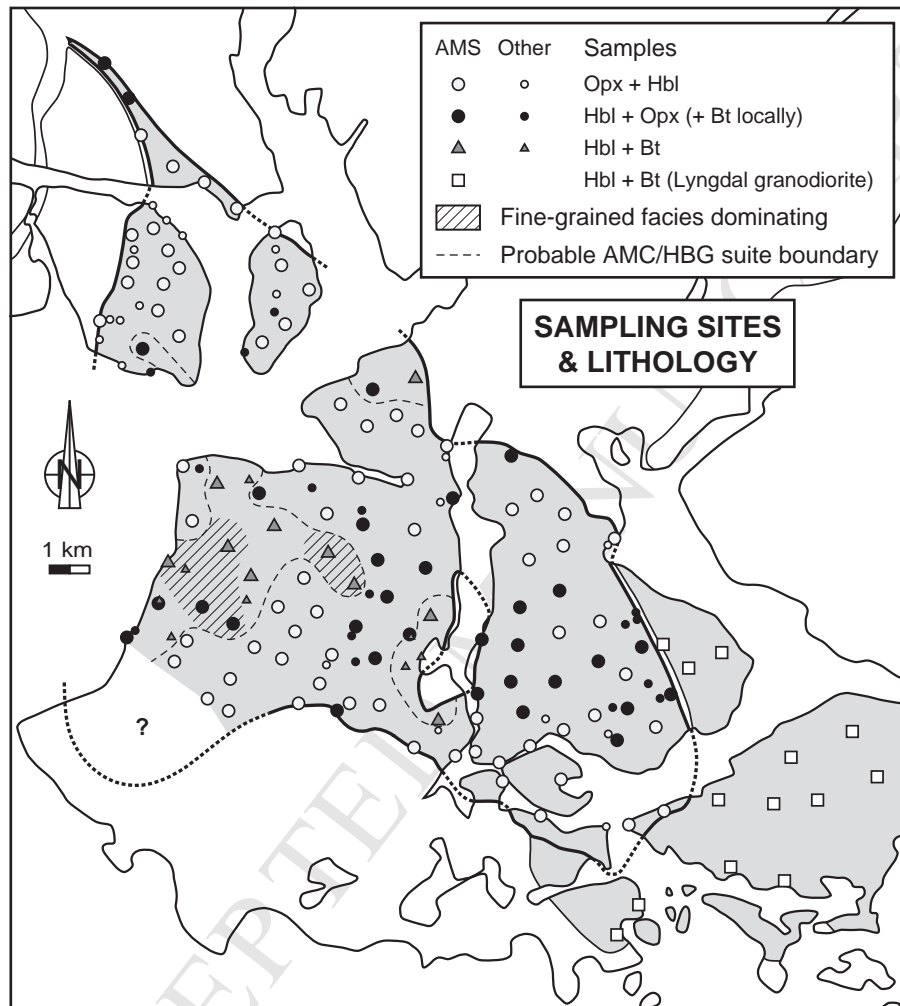 AMS Other Samples
Opx + Hbl
Hbl + Opx (+ Bt locally)
Hbl + Bt
Hbl + Bt (Lyngdal granodiorite)
Fine-grained facies dominating
Probable AMC/HBG suite boundary
SAMPLING SITES
& LITHOLOGY
N
1 km
?